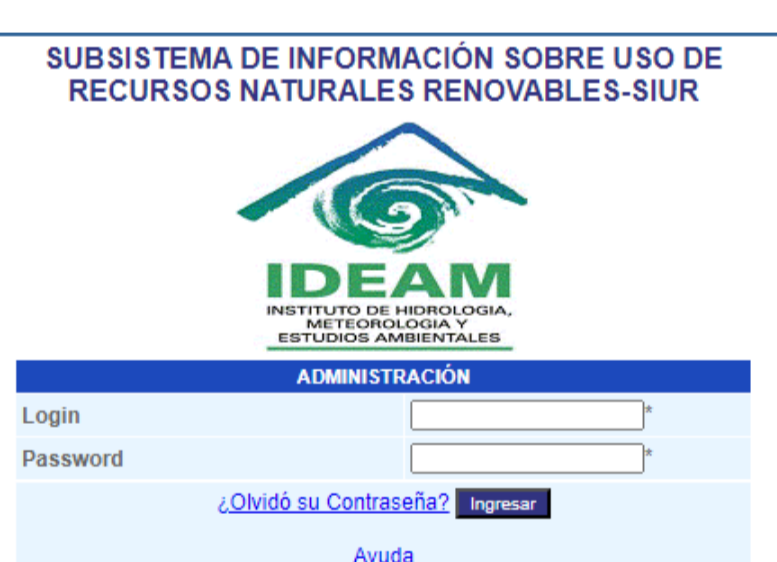 SUBSISTEMA DE INFORMACIÓN SOBRE USO DE
RECURSOS NATURALES RENOVABLES-SIUR
IDEAM
INSTITUTO DE HIDROLOGIA,
METEOROLOGIA Y
ESTUDIOS AMBIENTALES
ADMINISTRACIÓN
Login *
Password *
¿Olvidó su Contraseña? Ingresar
Ayuda